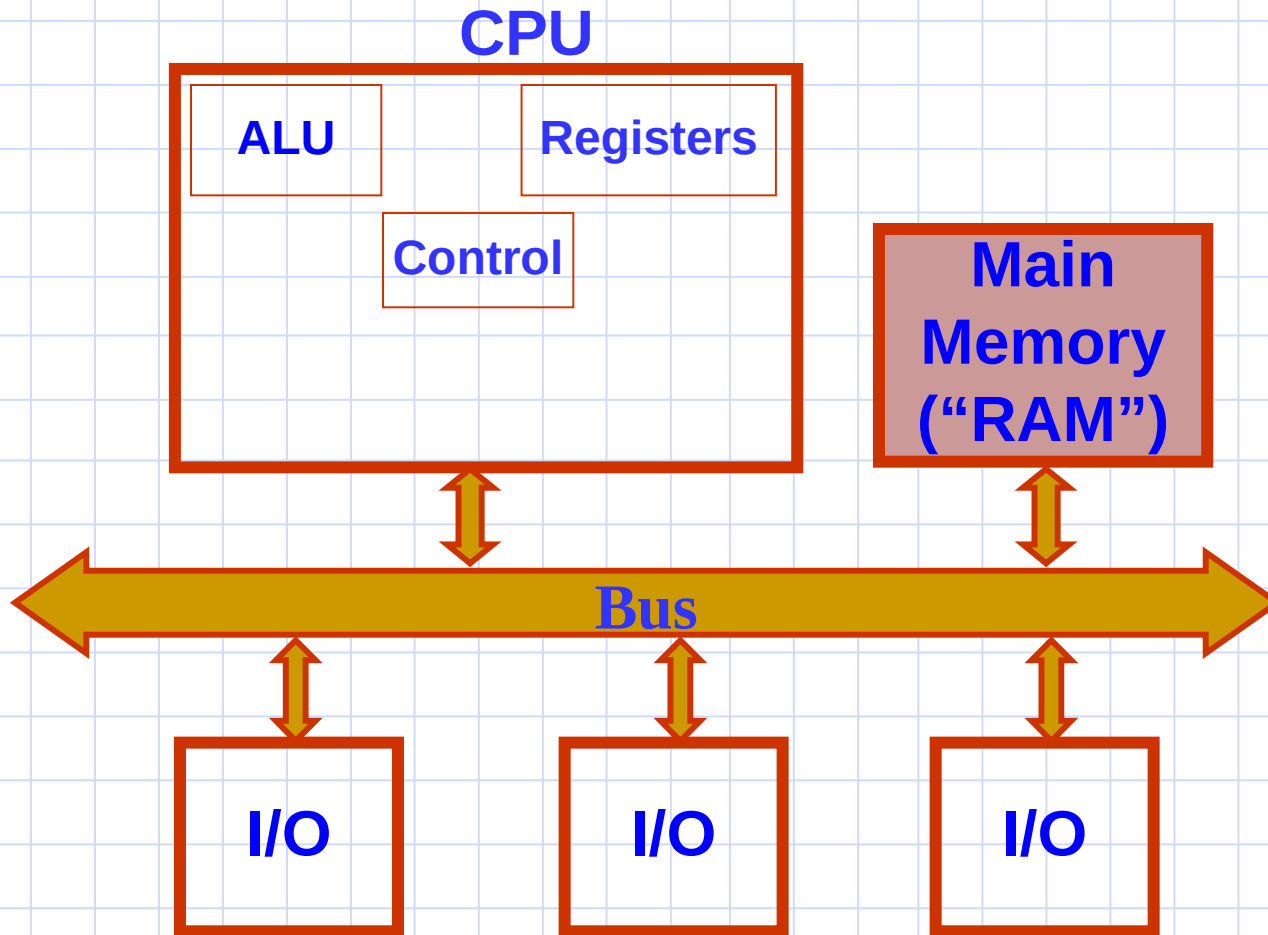 CPU
ALU
Registers
Control
Main
Memory
(“RAM”)
Bus
I/O
I/O
I/O